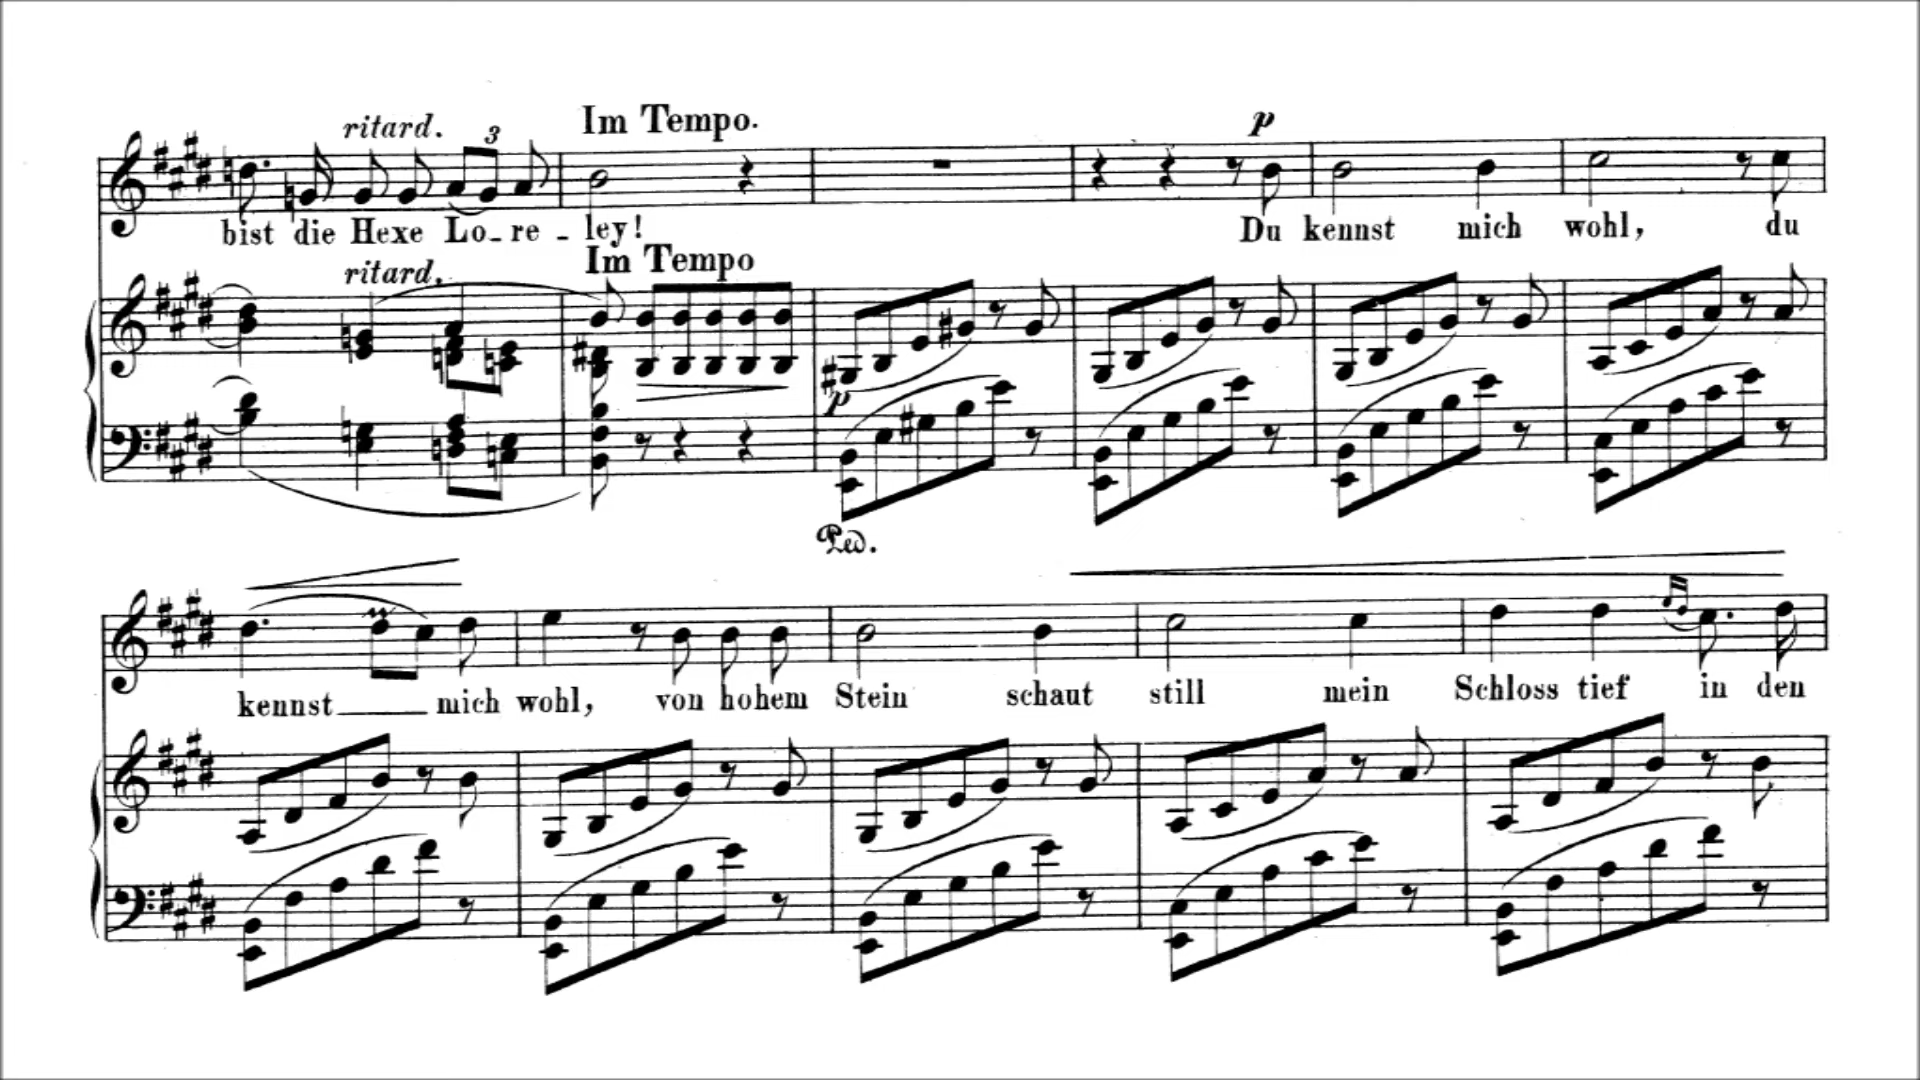 ritard.
3
Im Tempo.
p
bist die Hexe Lo - re - ley! Du kennst mich wohl, du
ritard.
Im Tempo
p
Ped.
kennst mich wohl, von hohem Stein schaut still mein Schloss tief in den